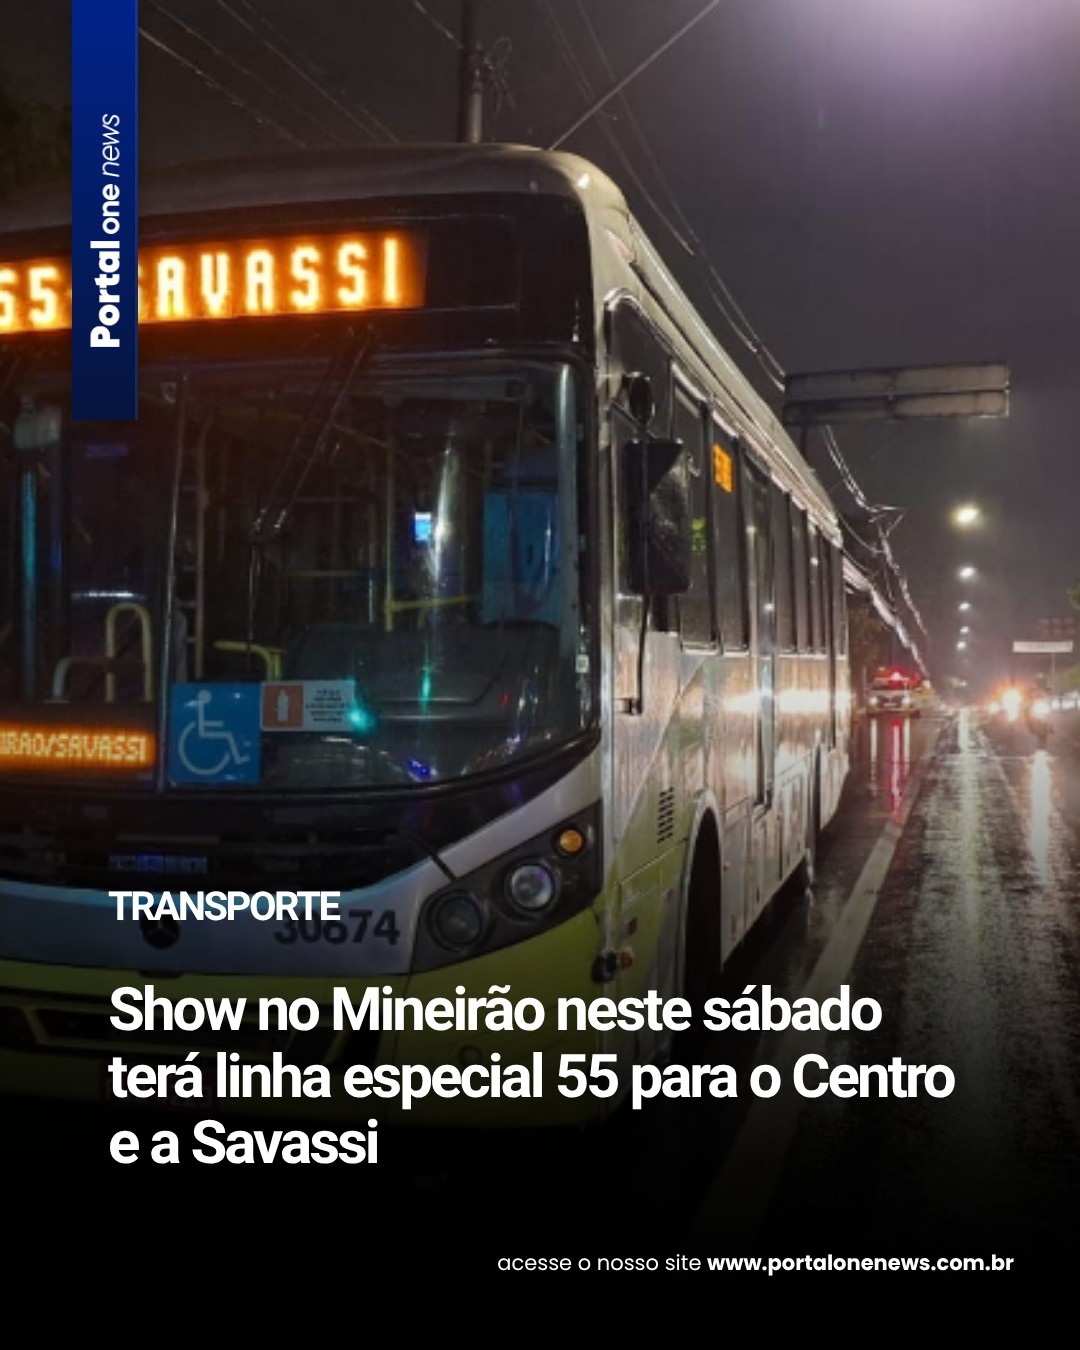 Portal one news
55 SAVASSI
IRAO/SAVASSI
TRANSPORTE
30674
Show no Mineirão neste sábado
terá linha especial 55 para o Centro
e a Savassi
acesse o nosso site www.portalonenews.com.br